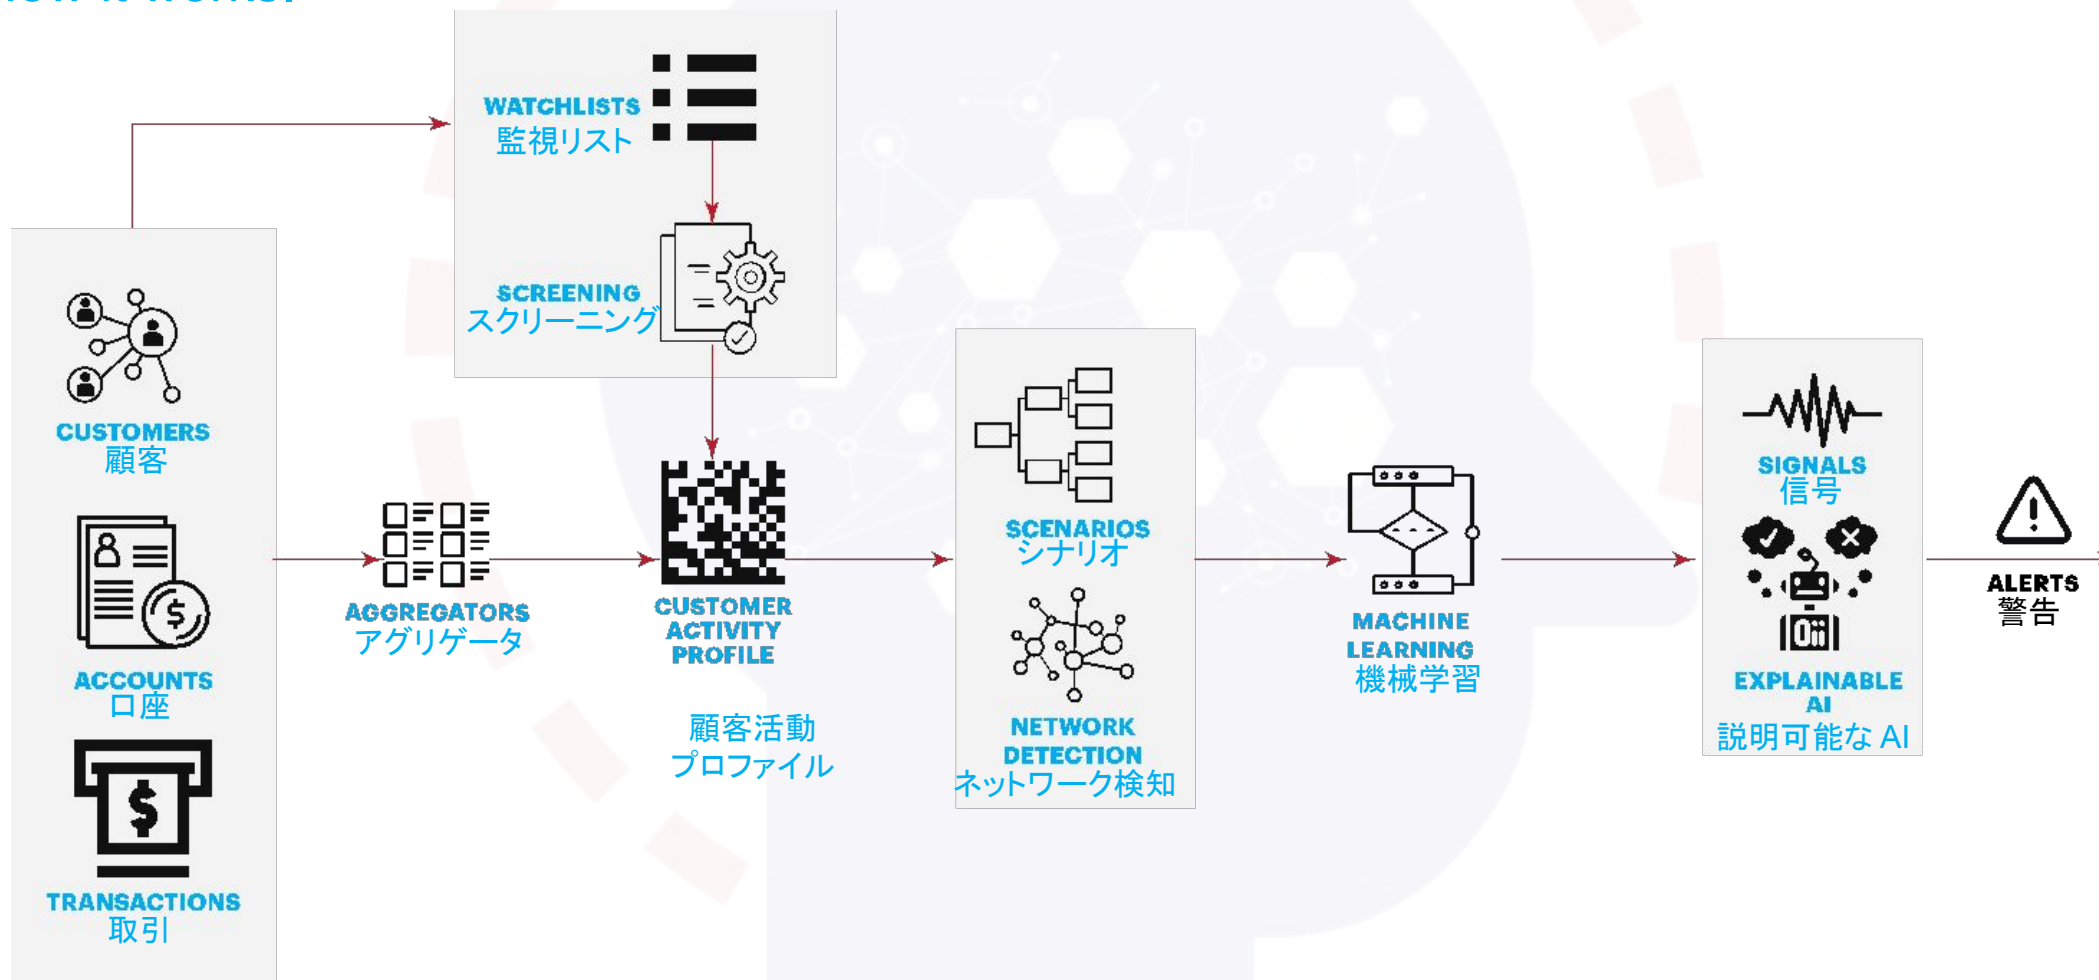 how it works:
WATCHLISTS
監視リスト
SCREENING
スクリーニング
CUSTOMERS
顧客
ACCOUNTS
口座
TRANSACTIONS
取引
AGGREGATORS
アグリゲータ
CUSTOMER
ACTIVITY
PROFILE
顧客活動
プロファイル
SCENARIOS
シナリオ
NETWORK
DETECTION
ネットワーク検知
MACHINE
LEARNING
機械学習
SIGNALS
信号
EXPLAINABLE
AI
説明可能な AI
ALERTS
警告